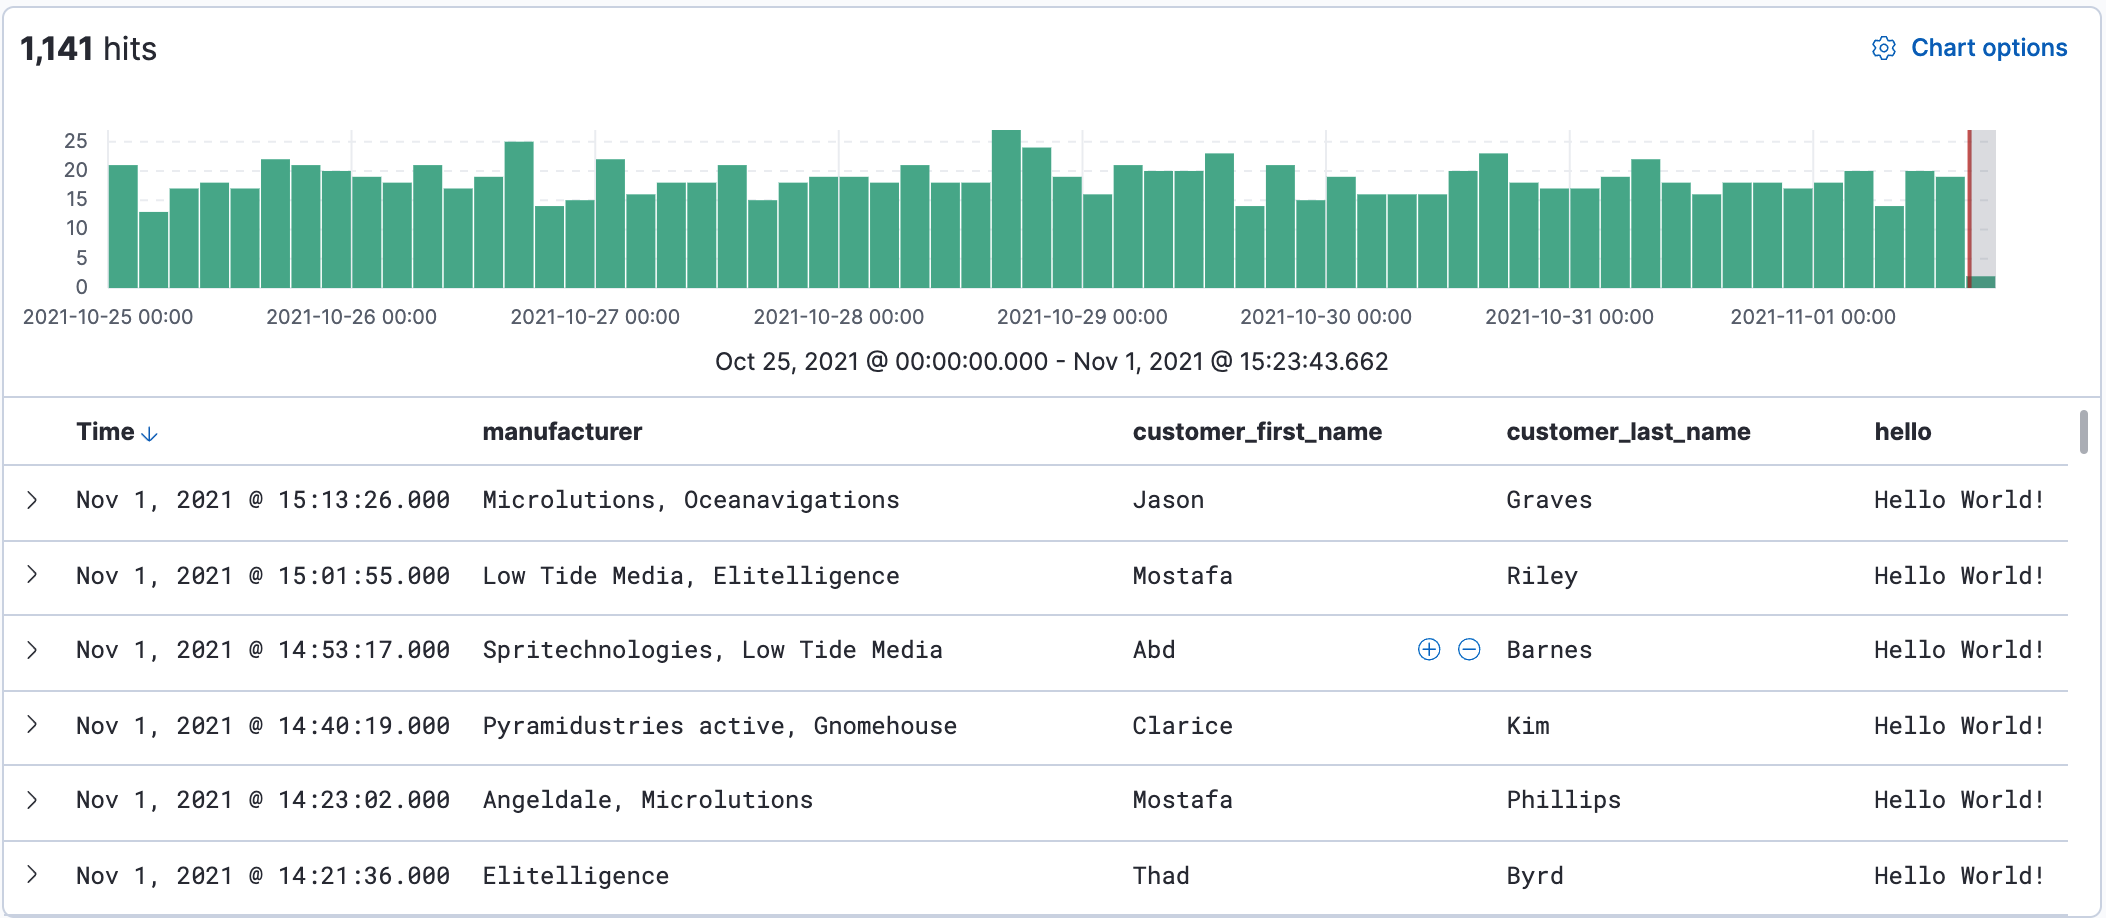 1,141 hits
Chart options
25
20
15
10
5
0
2021-10-25 00:00 2021-10-26 00:00 2021-10-27 00:00 2021-10-28 00:00 2021-10-29 00:00 2021-10-30 00:00 2021-10-31 00:00 2021-11-01 00:00
Oct 25, 2021 @ 00:00:00.000 - Nov 1, 2021 @ 15:23:43.662
Time manufacturer customer_first_name customer_last_name hello
Nov 1, 2021 @ 15:13:26.000 Microlutions, Oceanavigations Jason Graves Hello World!
Nov 1, 2021 @ 15:01:55.000 Low Tide Media, Elitelligence Mostafa Riley Hello World!
Nov 1, 2021 @ 14:53:17.000 Spritechnologies, Low Tide Media Abd Barnes Hello World!
Nov 1, 2021 @ 14:40:19.000 Pyramidustries active, Gnomehouse Clarice Kim Hello World!
Nov 1, 2021 @ 14:23:02.000 Angeldale, Microlutions Mostafa Phillips Hello World!
Nov 1, 2021 @ 14:21:36.000 Elitelligence Thad Byrd Hello World!